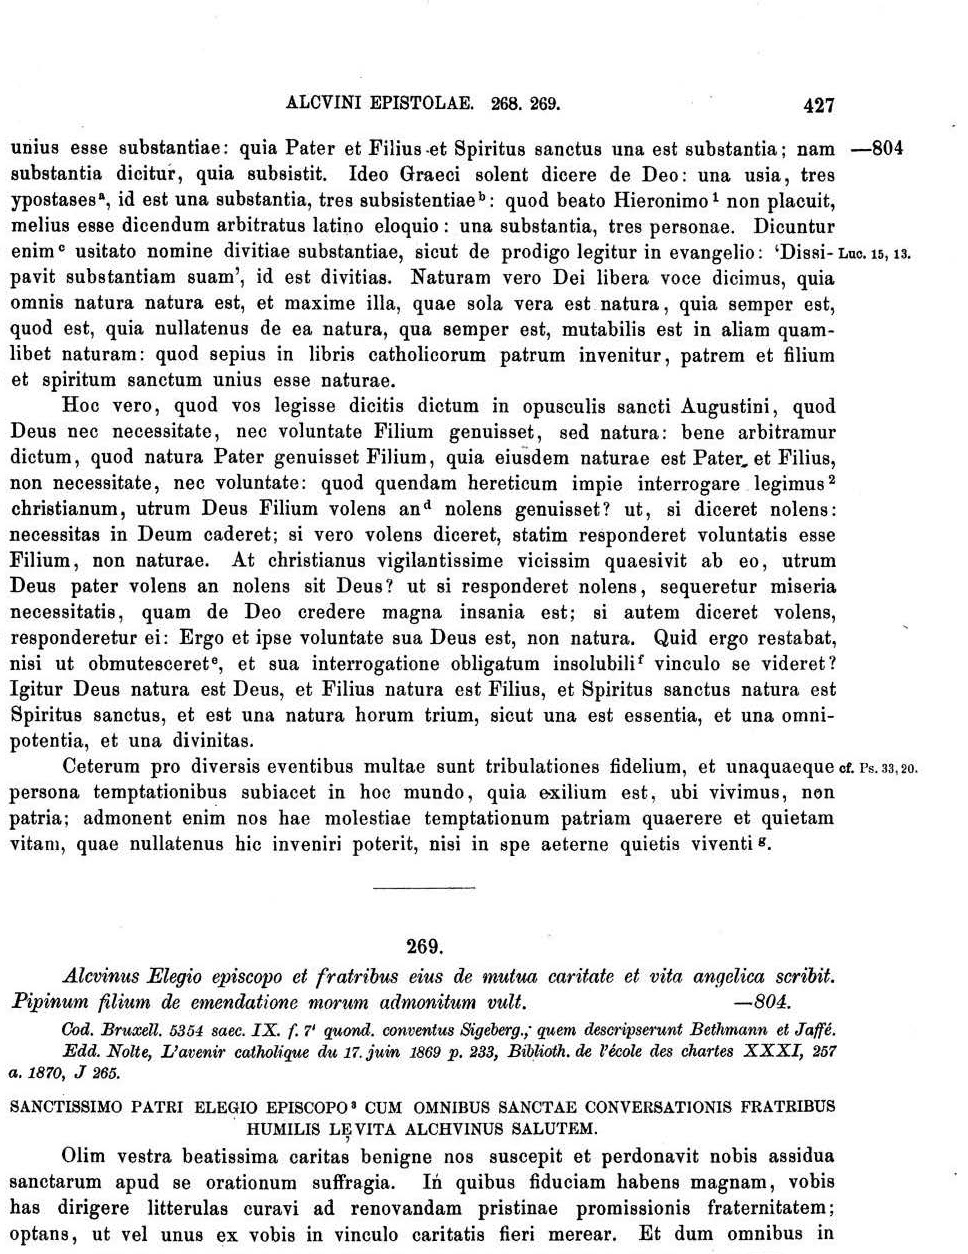 ALCVINI EPISTOLAE. 268. 269. 427
unius esse substantiae: quia Pater et Filius et Spiritus sanctus una est substantia; nam —804
substantia dicitur, quia subsistit. Ideo Graeci solent dicere de Deo: una usia, tres
ypostases ᵃ, id est una substantia, tres subsistentiae ᵇ: quod beato Hieronimo ¹ non placuit,
melius esse dicendum arbitratus latino eloquio: una substantia, tres personae. Dicuntur
enim ᶜ usitato nomine divitiae substantiae, sicut de prodigo legitur in evangelio: ‘Dissi- Luc. 15, 13.
pavit substantiam suam’, id est divitias. Naturam vero Dei libera voce dicimus, quia
omnis natura natura est, et maxime illa, quae sola vera est natura, quia semper est,
quod est, quia nullatenus de ea natura, qua semper est, mutabilis est in aliam quam-
libet naturam: quod sepius in libris catholicorum patrum invenitur, patrem et filium
et spiritum sanctum unius esse naturae.
Hoc vero, quod vos legisse dicitis dictum in opusculis sancti Augustini, quod
Deus nec necessitate, nec voluntate Filium genuisset, sed natura: bene arbitramur
dictum, quod natura Pater genuisset Filium, quia eiusdem naturae est Pater et Filius,
non necessitate, nec voluntate: quod quendam hereticum impie interrogare legimus ²
christianum, utrum Deus Filium volens an ᵈ nolens genuisset? ut, si diceret nolens:
necessitas in Deum caderet; si vero volens diceret, statim responderet voluntatis esse
Filium, non naturae. At christianus vigilantissime vicissim quaesivit ab eo, utrum
Deus pater volens an nolens sit Deus? ut si responderet nolens, sequeretur miseria
necessitatis, quam de Deo credere magna insania est; si autem diceret volens,
responderetur ei: Ergo et ipse voluntate sua Deus est, non natura. Quid ergo restabat,
nisi ut obmutesceret ᵉ, et sua interrogatione obligatum insolubili ᶠ vinculo se videret?
Igitur Deus natura est Deus, et Filius natura est Filius, et Spiritus sanctus natura est
Spiritus sanctus, et est una natura horum trium, sicut una est essentia, et una omni-
potentia, et una divinitas.
Ceterum pro diversis eventibus multae sunt tribulationes fidelium, et unaquaeque cf. Ps. 33, 20.
persona temptationibus subiacet in hoc mundo, quia exilium est, ubi vivimus, non
patria; admonent enim nos hae molestiae temptationum patriam quaerere et quietam
vitam, quae nullatenus hic inveniri poterit, nisi in spe aeterne quietis viventi ᵍ.
269.
Alcvinus Elegio episcopo et fratribus eius de mutua caritate et vita angelica scribit.
Pipinum filium de emendatione morum admonitum vult. —804.
Cod. Bruxell. 5354 saec. IX. f. 7' quond. conventus Sigeberg.; quem descripserunt Bethmann et Jaffé.
Edd. Nolte, L'avenir catholique du 17. juin 1869 p. 233, Biblioth. de l'école des chartes XXXI, 257
a. 1870, J 265.
SANCTISSIMO PATRI ELEGIO EPISCOPO ³ CUM OMNIBUS SANCTAE CONVERSATIONIS FRATRIBUS
HUMILIS LĘVITA ALCHVINUS SALUTEM.
Olim vestra beatissima caritas benigne nos suscepit et perdonavit nobis assidua
sanctarum apud se orationum suffragia. In quibus fiduciam habens magnam, vobis
has dirigere litterulas curavi ad renovandam pristinae promissionis fraternitatem;
optans, ut vel unus ex vobis in vinculo caritatis fieri merear. Et dum omnibus in